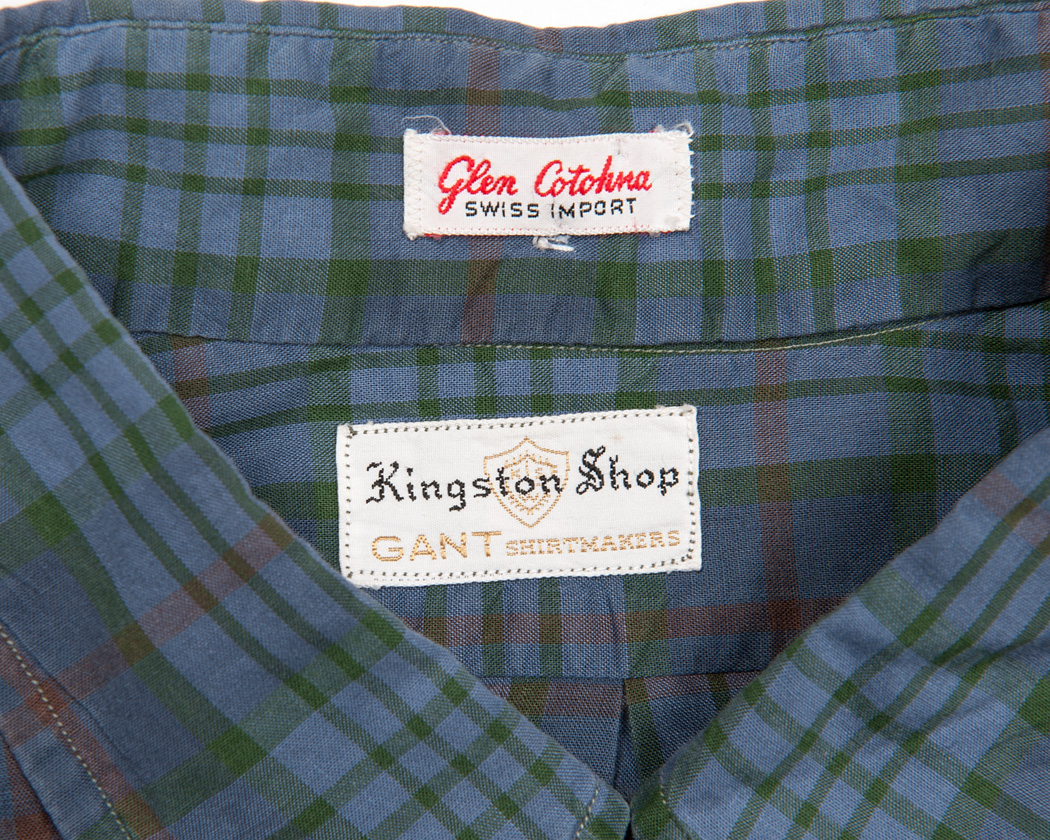 Glen Cotohna
SWISS IMPORT
Kingston Shop
GANT SHIRTMAKERS